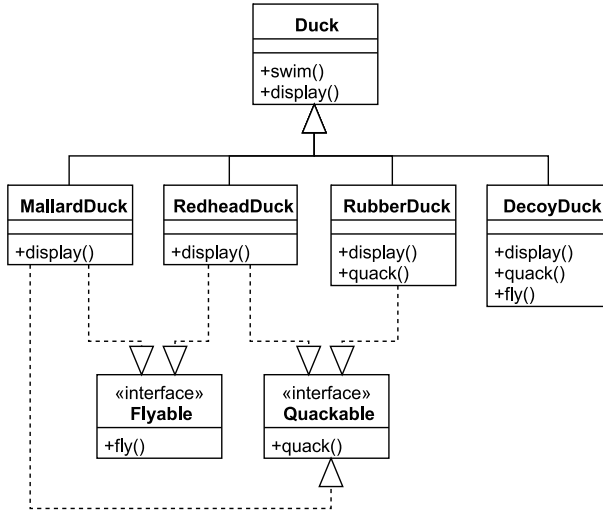 Duck
+swim()
+display()
MallardDuck
+display()
RedheadDuck
+display()
RubberDuck
+display()
+quack()
DecoyDuck
+display()
+quack()
+fly()
«interface»
Flyable
+fly()
«interface»
Quackable
+quack()